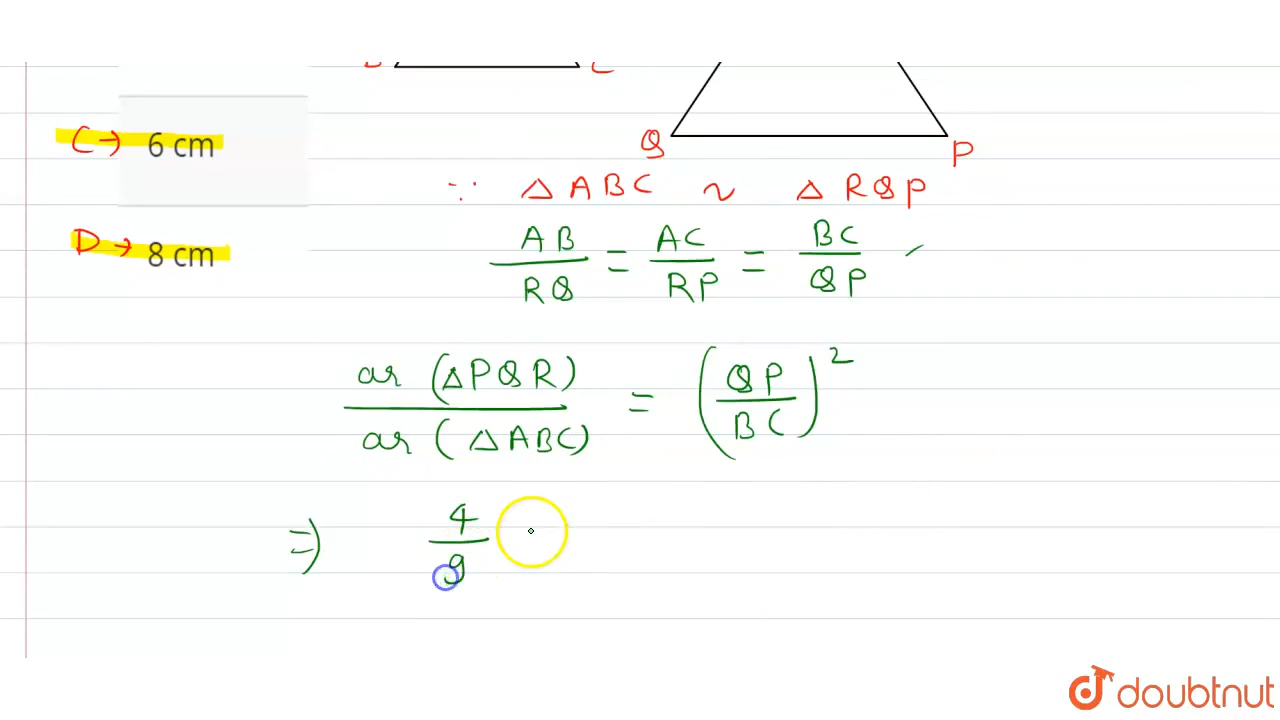 Q P
C → 6 cm
∵ △ABC ~ △RQP
D → 8 cm
AB/RQ = AC/RP = BC/QP
ar (△PQR) / ar (△ABC) = (QP/BC)²
⇒ 4/9
doubtnut